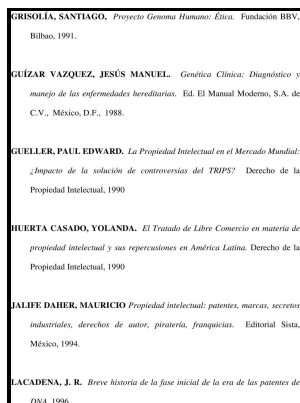 GRISOLÍA, SANTIAGO, Proyecto Genoma Humano: Ética. Fundación BBV,
Bilbao, 1991.
GUÍZAR VAZQUEZ, JESÚS MANUEL. Genética Clínica: Diagnóstico y
manejo de las enfermedades hereditarias. Ed. El Manual Moderno, S.A. de
C.V., México, D.F., 1988.
GUELLER, PAUL EDWARD. La Propiedad Intelectual en el Mercado Mundial:
¿Impacto de la solución de controversias del TRIPS? Derecho de la
Propiedad Intelectual, 1990
HUERTA CASADO, YOLANDA. El Tratado de Libre Comercio en materia de
propiedad intelectual y sus repercusiones en América Latina. Derecho de la
Propiedad Intelectual, 1990
JALIFE DAHER, MAURICIO Propiedad intelectual: patentes, marcas, secretos
industriales, derechos de autor, piratería, franquicias. Editorial Sista,
México, 1994.
LACADENA, J. R. Breve historia de la fase inicial de la era de las patentes de
DNA. 1996